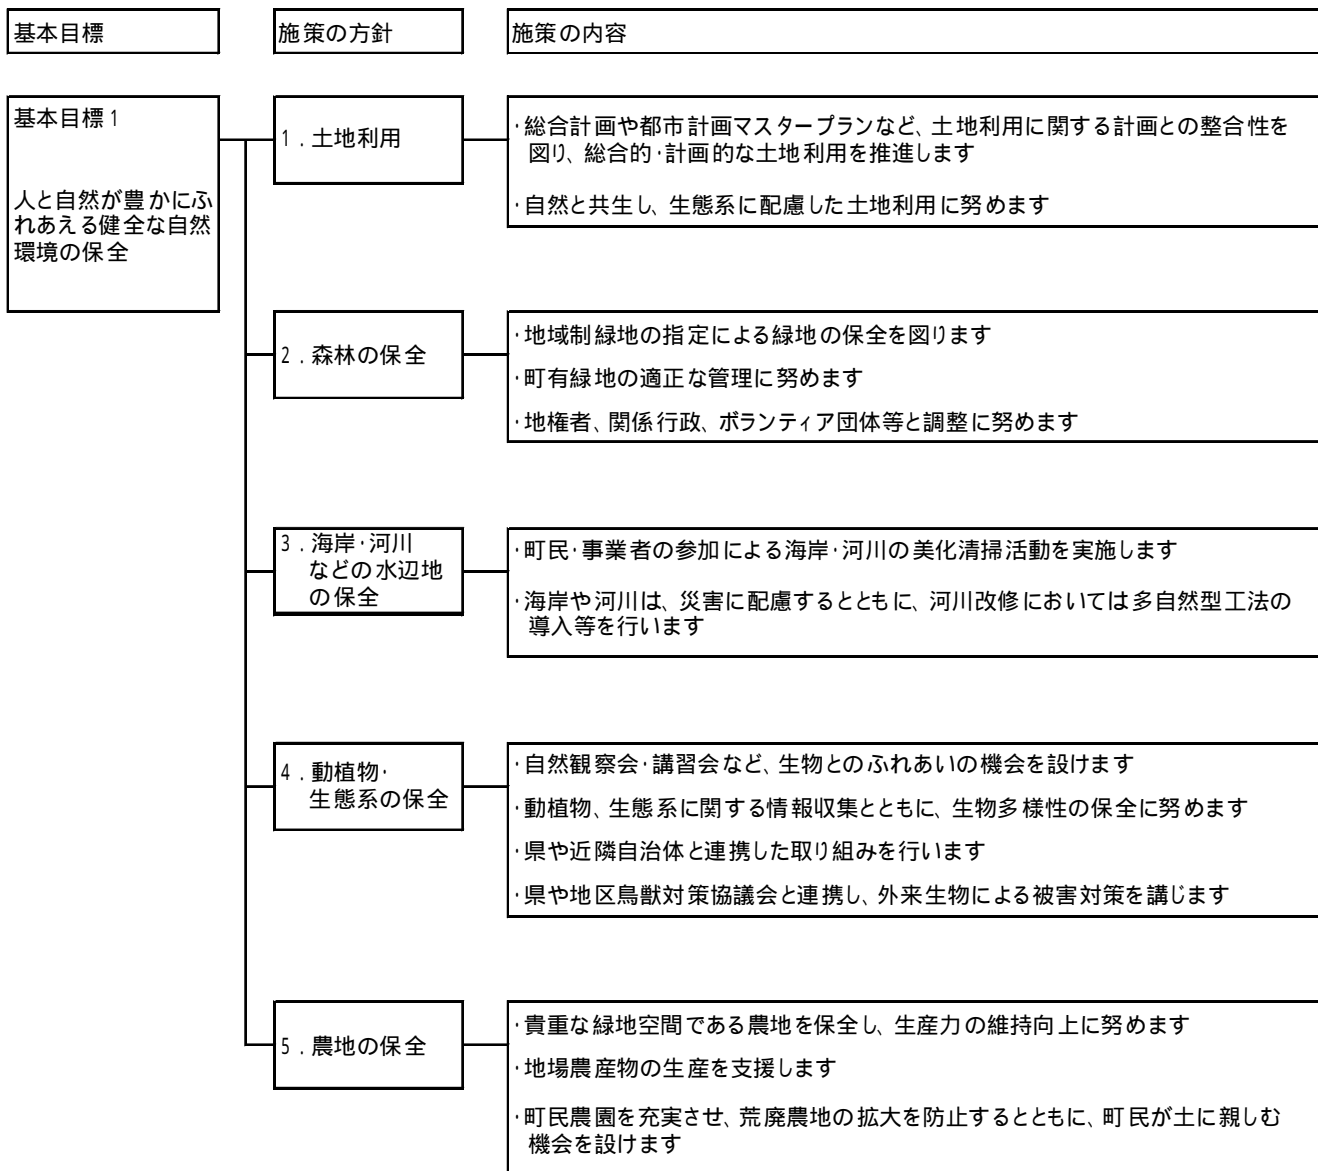 基本目標
施策の方針
施策の内容
基本目標1
人と自然が豊かにふ
れあえる健全な自然
環境の保全
1.土地利用
・総合計画や都市計画マスタープランなど、土地利用に関する計画との整合性を
図り、総合的・計画的な土地利用を推進します
・自然と共生し、生態系に配慮した土地利用に努めます
2.森林の保全
・地域制緑地の指定による緑地の保全を図ります
・町有緑地の適正な管理に努めます
・地権者、関係行政、ボランティア団体等と調整に努めます
3.海岸・河川
などの水辺地
の保全
・町民・事業者の参加による海岸・河川の美化清掃活動を実施します
・海岸や河川は、災害に配慮するとともに、河川改修においては多自然型工法の
導入等を行います
4.動植物・
生態系の保全
・自然観察会・講習会など、生物とのふれあいの機会を設けます
・動植物、生態系に関する情報収集とともに、生物多様性の保全に努めます
・県や近隣自治体と連携した取り組みを行います
・県や地区鳥獣対策協議会と連携し、外来生物による被害対策を講じます
5.農地の保全
・貴重な緑地空間である農地を保全し、生産力の維持向上に努めます
・地場農産物の生産を支援します
・町民農園を充実させ、荒廃農地の拡大を防止するとともに、町民が土に親しむ
機会を設けます